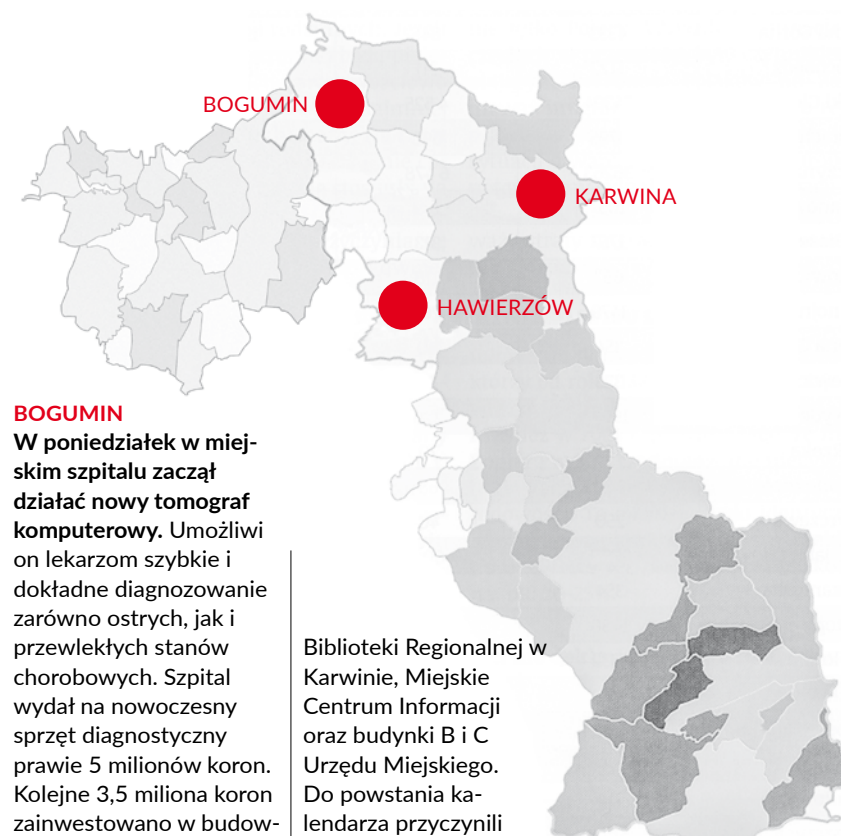 BOGUMIN
KARWINA
HAWIERZÓW
BOGUMIN
W poniedziałek w miej-
skim szpitalu zaczął
działać nowy tomograf
komputerowy. Umożliwi
on lekarzom szybkie i
dokładne diagnozowanie
zarówno ostrych, jak i
przewlekłych stanów
chorobowych. Szpital
wydał na nowoczesny
sprzęt diagnostyczny
prawie 5 milionów koron.
Kolejne 3,5 miliona koron
zainwestowano w budow-
Biblioteki Regionalnej w
Karwinie, Miejskie
Centrum Informacji
oraz budynki B i C
Urzędu Miejskiego.
Do powstania ka-
lendarza przyczynili